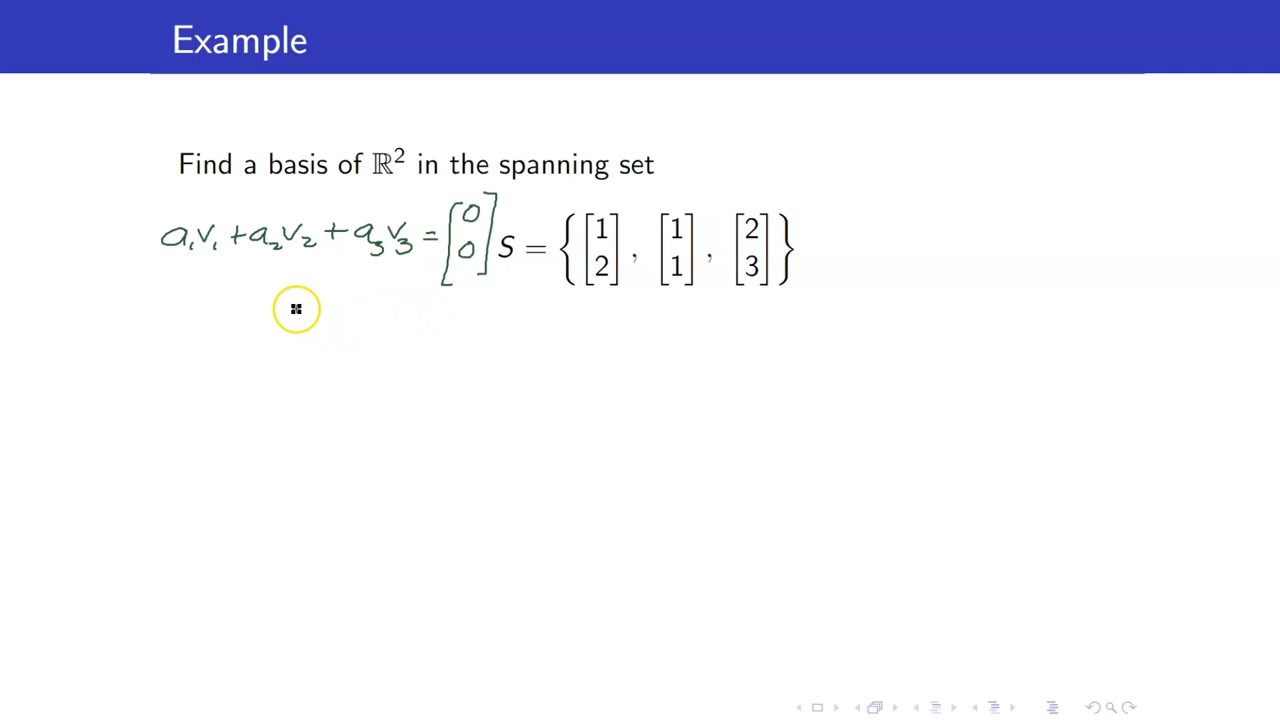 Example
Find a basis of ℝ² in the spanning set
a₁v₁ + a₂v₂ + a₃v₃ = [0 0] S = { [1 2], [1 1], [2 3] }